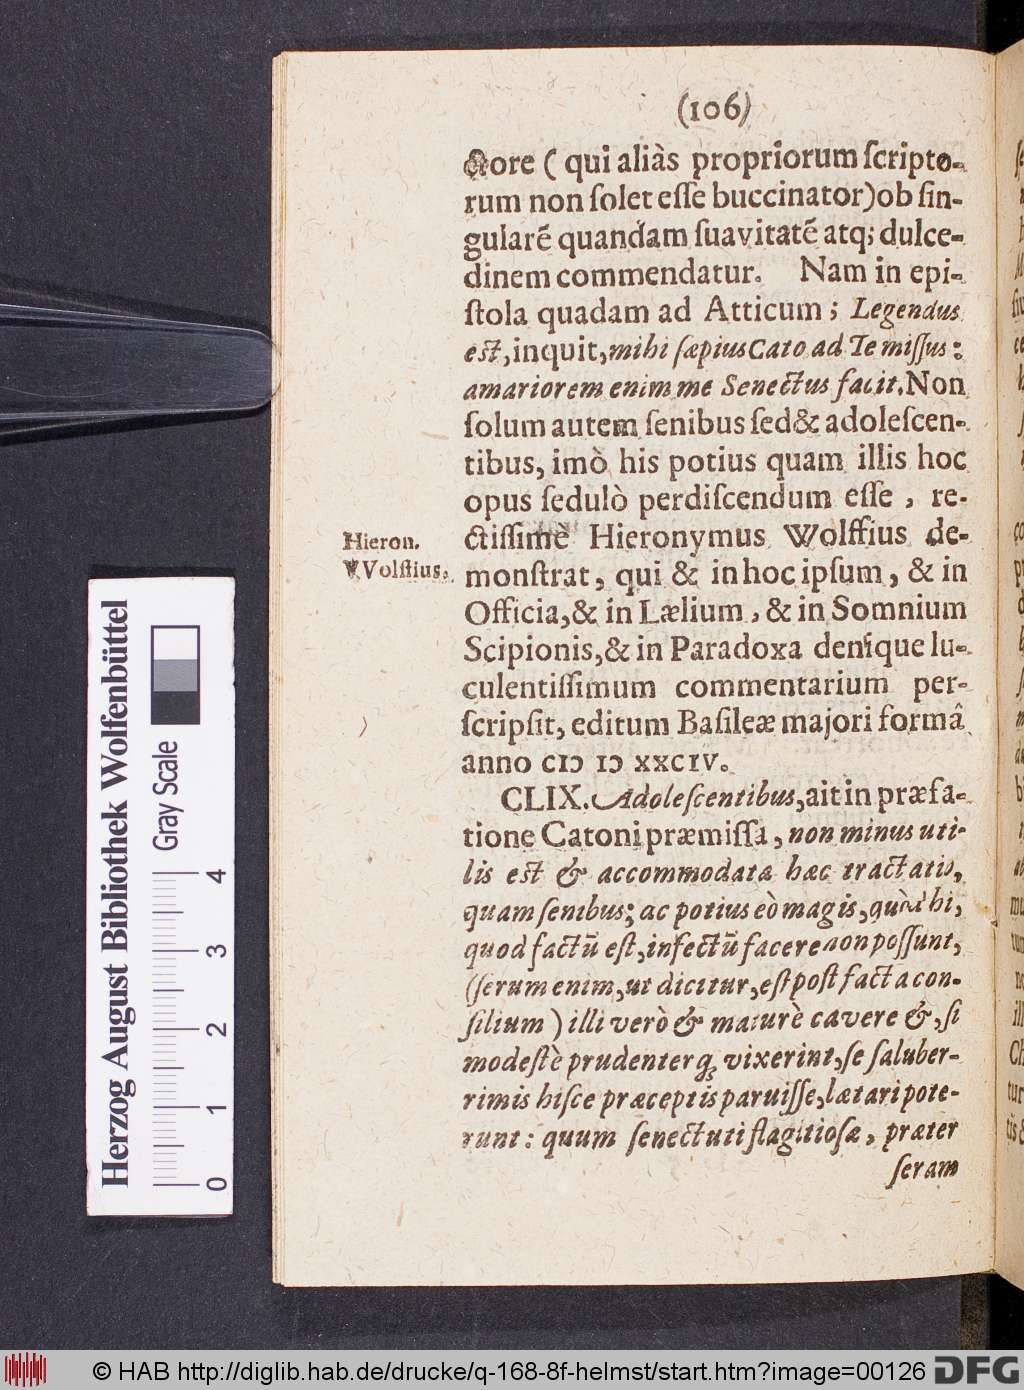 (106)
ctore ( qui aliàs propriorum ſcripto-
rum non ſolet eſſe buccinator)ob ſin-
gularē quandam ſuavitatē atq; dulce-
dinem commendatur. Nam in epi-
ſtola quadam ad Atticum; Legendus
eſt, inquit, mihi ſæpius Cato ad Te miſſus:
amariorem enim me Senectus facit. Non
ſolum autem ſenibus ſed & adoleſcen-
tibus, imò his potius quam illis hoc
opus ſedulò perdiſcendum eſſe, re-
ctiſſimè Hieronymus Wolffius de-
monſtrat, qui & in hoc ipſum, & in
Officia, & in Lælium, & in Somnium
Scipionis, & in Paradoxa denique lu-
culentiſſimum commentarium per-
ſcripſit, editum Baſileæ majori formâ
anno CIƆ IƆ XXCIV.
Hieron.
VVolffius.
CLIX. Adoleſcentibus, ait in præfa-
tione Catoni præmiſſa, non minus uti-
lis eſt & accommodata hæc tractatio,
quam ſenibus; ac potius eò magis, quòd hi,
quod factū eſt, infectū facere non poſſunt,
(ſerum enim, ut dicitur, eſt poſt facta con-
ſilium ) illi verò & maturè cavere &, ſi
modeſtè prudenterq; vixerint, ſe ſaluber-
rimis hiſce præceptis paruiſſe, lætari pote-
runt: quum ſenectuti flagitioſæ, præter
ſeram
Herzog August Bibliothek Wolfenbüttel
Gray Scale
0 1 2 3 4
© HAB http://diglib.hab.de/drucke/q-168-8f-helmst/start.htm?image=00126
DFG